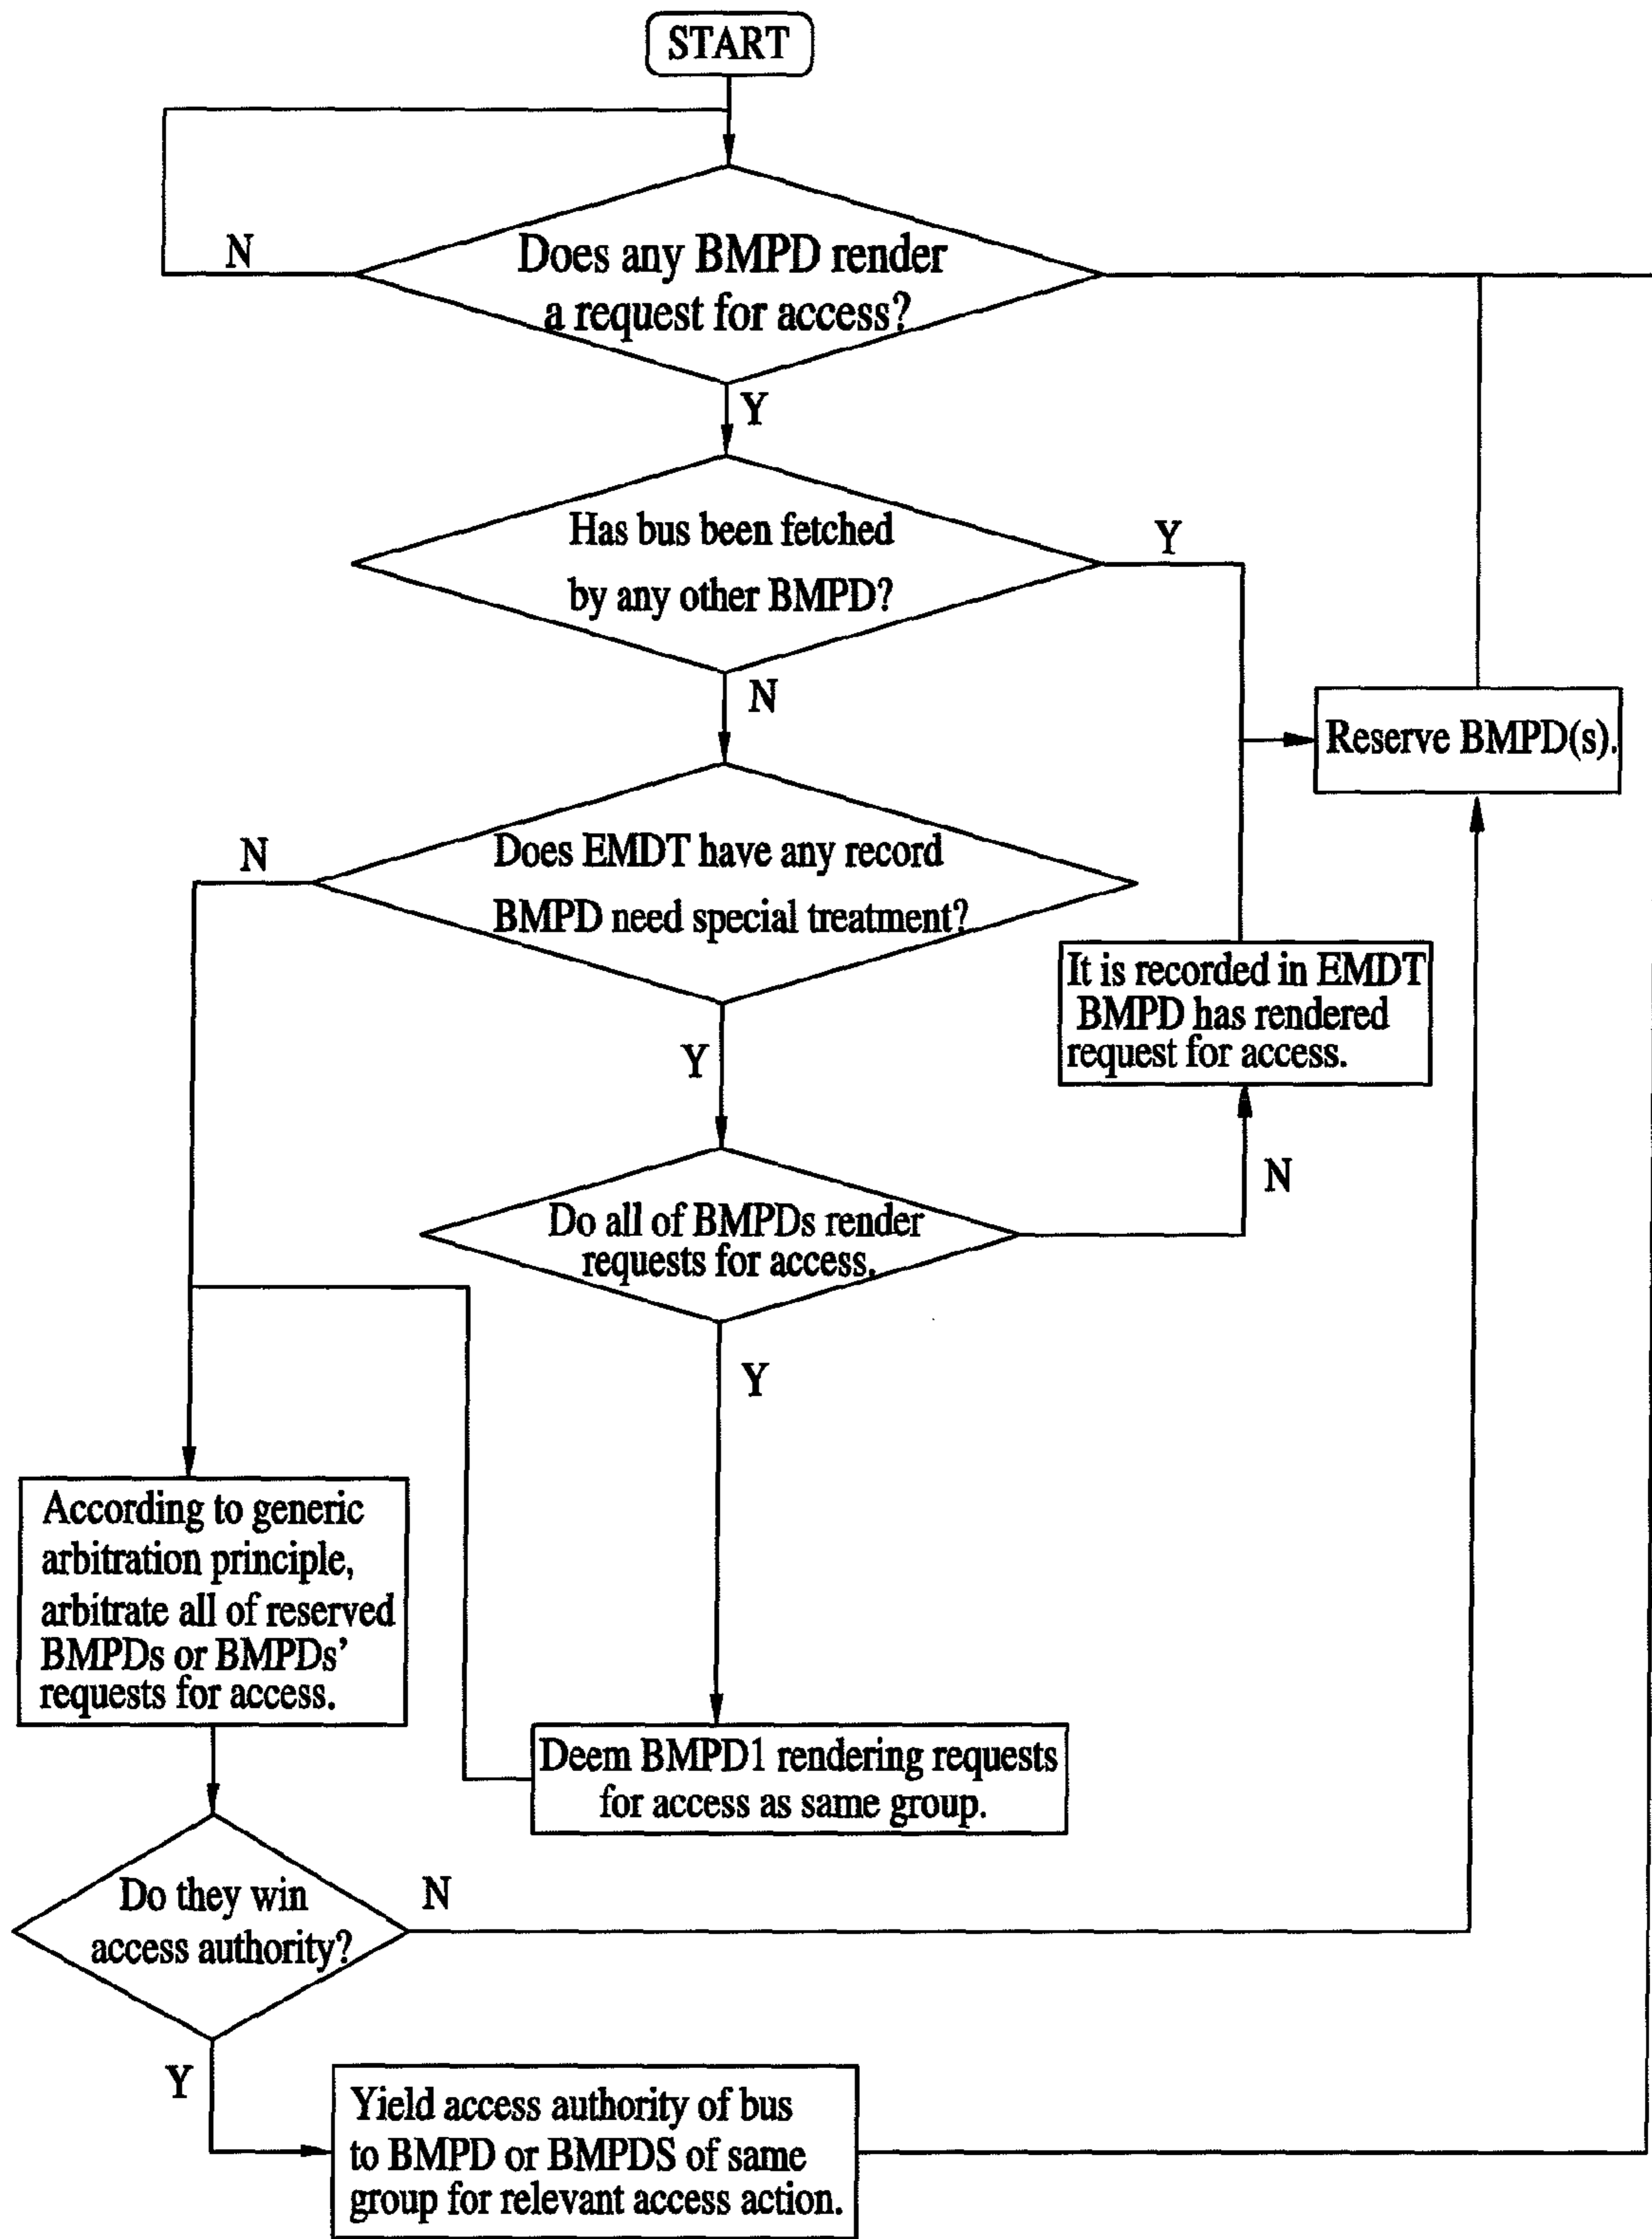 START
N
Does any BMPD render
a request for access?
Y
Has bus been fetched
by any other BMPD?
Y
N
Reserve BMPD(s).
N
Does EMDT have any record
BMPD need special treatment?
It is recorded in EMDT
BMPD has rendered
request for access.
Y
N
Do all of BMPDs render
requests for access.
Y
According to generic
arbitration principle,
arbitrate all of reserved
BMPDs or BMPDs’
requests for access.
Deem BMPD1 rendering requests
for access as same group.
Do they win
access authority?
N
Y
Yield access authority of bus
to BMPD or BMPDS of same
group for relevant access action.